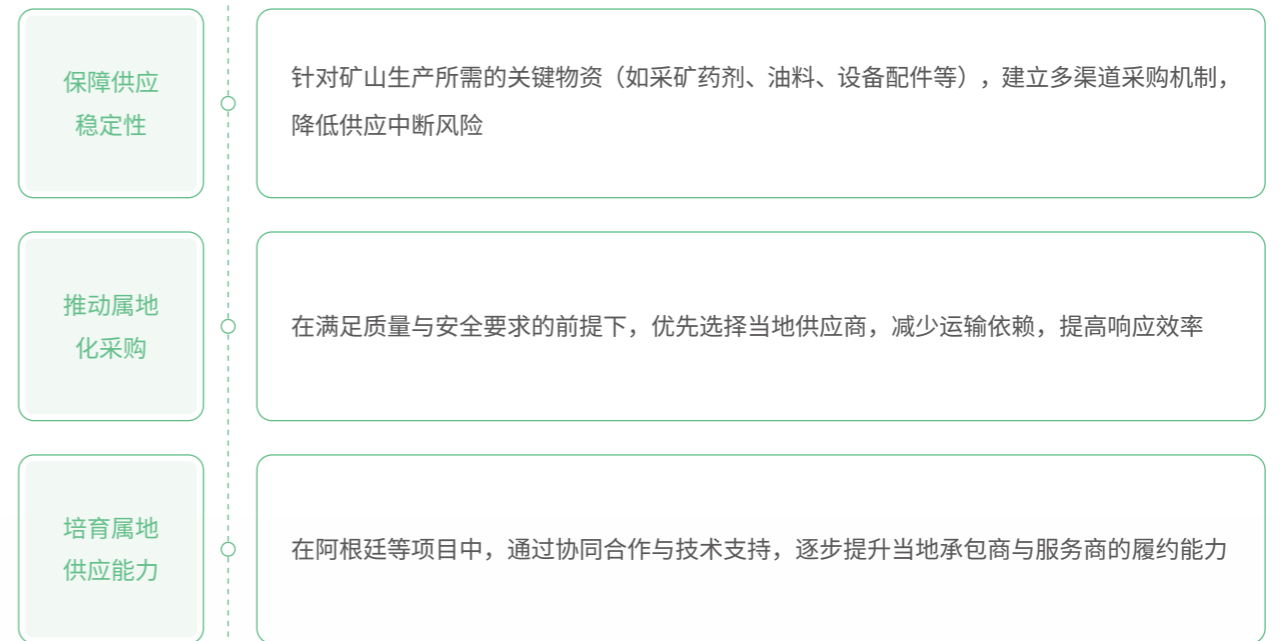 保障供应
稳定性
针对矿山生产所需的关键物资（如采矿药剂、油料、设备配件等），建立多渠道采购机制，
降低供应中断风险
推动属地
化采购
在满足质量与安全要求的前提下，优先选择当地供应商，减少运输依赖，提高响应效率
培育属地
供应能力
在阿根廷等项目中，通过协同合作与技术支持，逐步提升当地承包商与服务商的履约能力